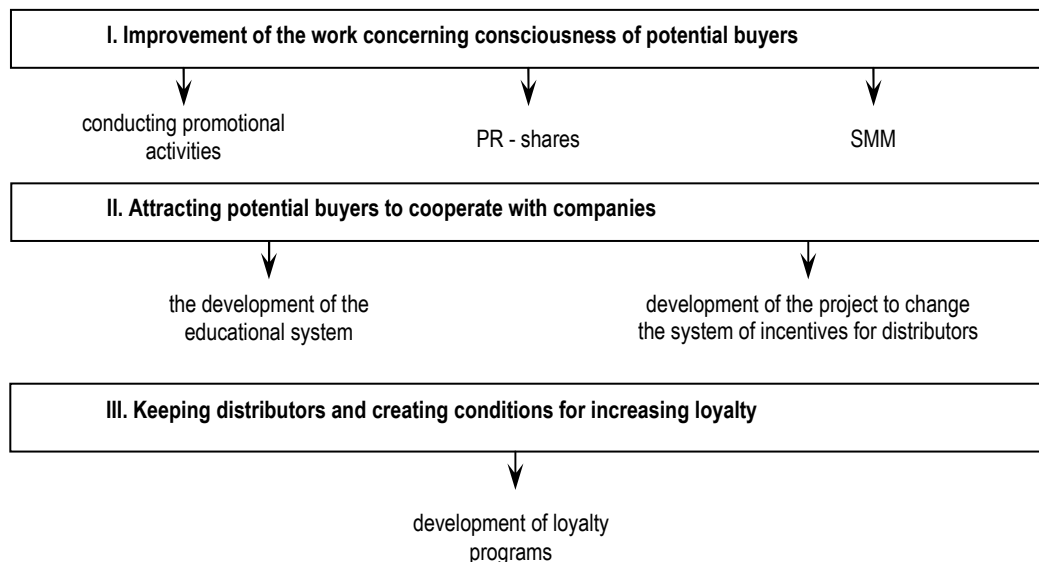 I. Improvement of the work concerning consciousness of potential buyers
conducting promotional
activities
PR - shares
SMM
II. Attracting potential buyers to cooperate with companies
the development of the
educational system
development of the project to change
the system of incentives for distributors
III. Keeping distributors and creating conditions for increasing loyalty
development of loyalty
programs